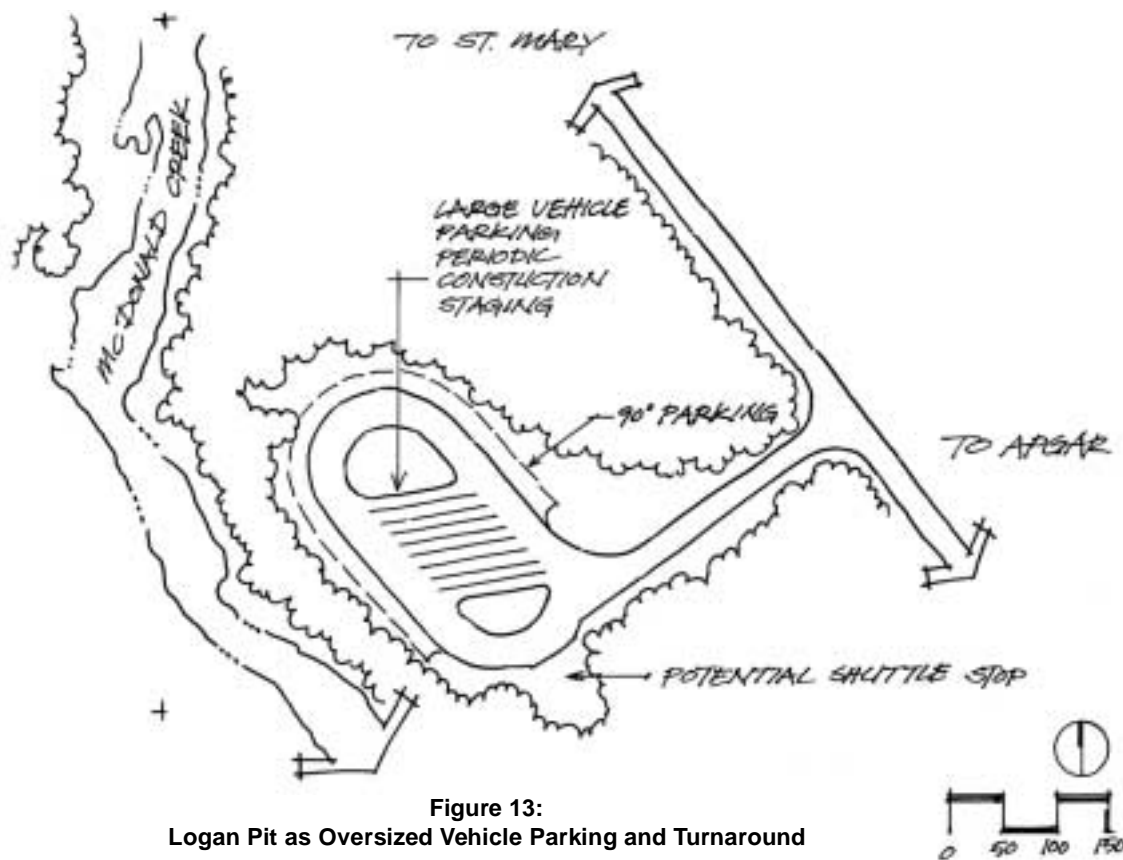 TO ST. MARY
MCDONALD CREEK
LARGE VEHICLE
PARKING;
PERIODIC
CONSTUCTION
STAGING
90° PARKING
TO APGAR
POTENTIAL SHUTTLE STOP
0 50 100 150
Figure 13:
Logan Pit as Oversized Vehicle Parking and Turnaround